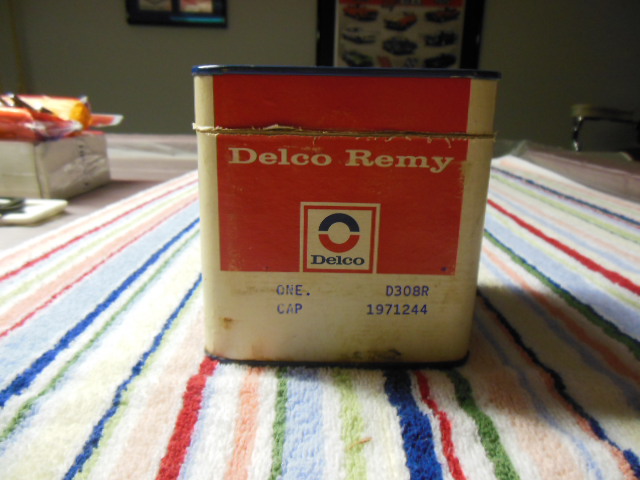 Delco Remy
Delco
ONE. D308R
CAP 1971244